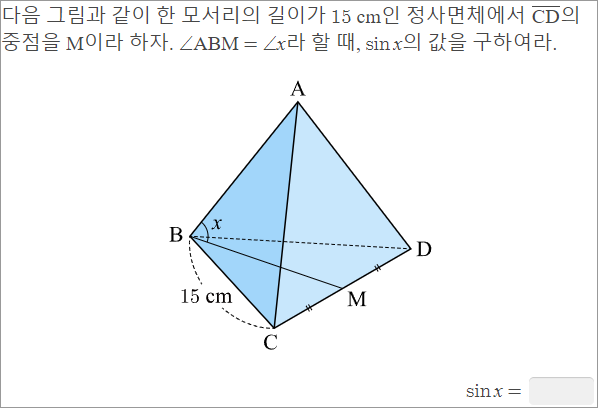 다음 그림과 같이 한 모서리의 길이가 15 cm인 정사면체에서 C̅D̅의
중점을 M이라 하자. ∠ABM = ∠x라 할 때, sin x의 값을 구하여라.
A
B
x
D
15 cm
M
C
sin x =